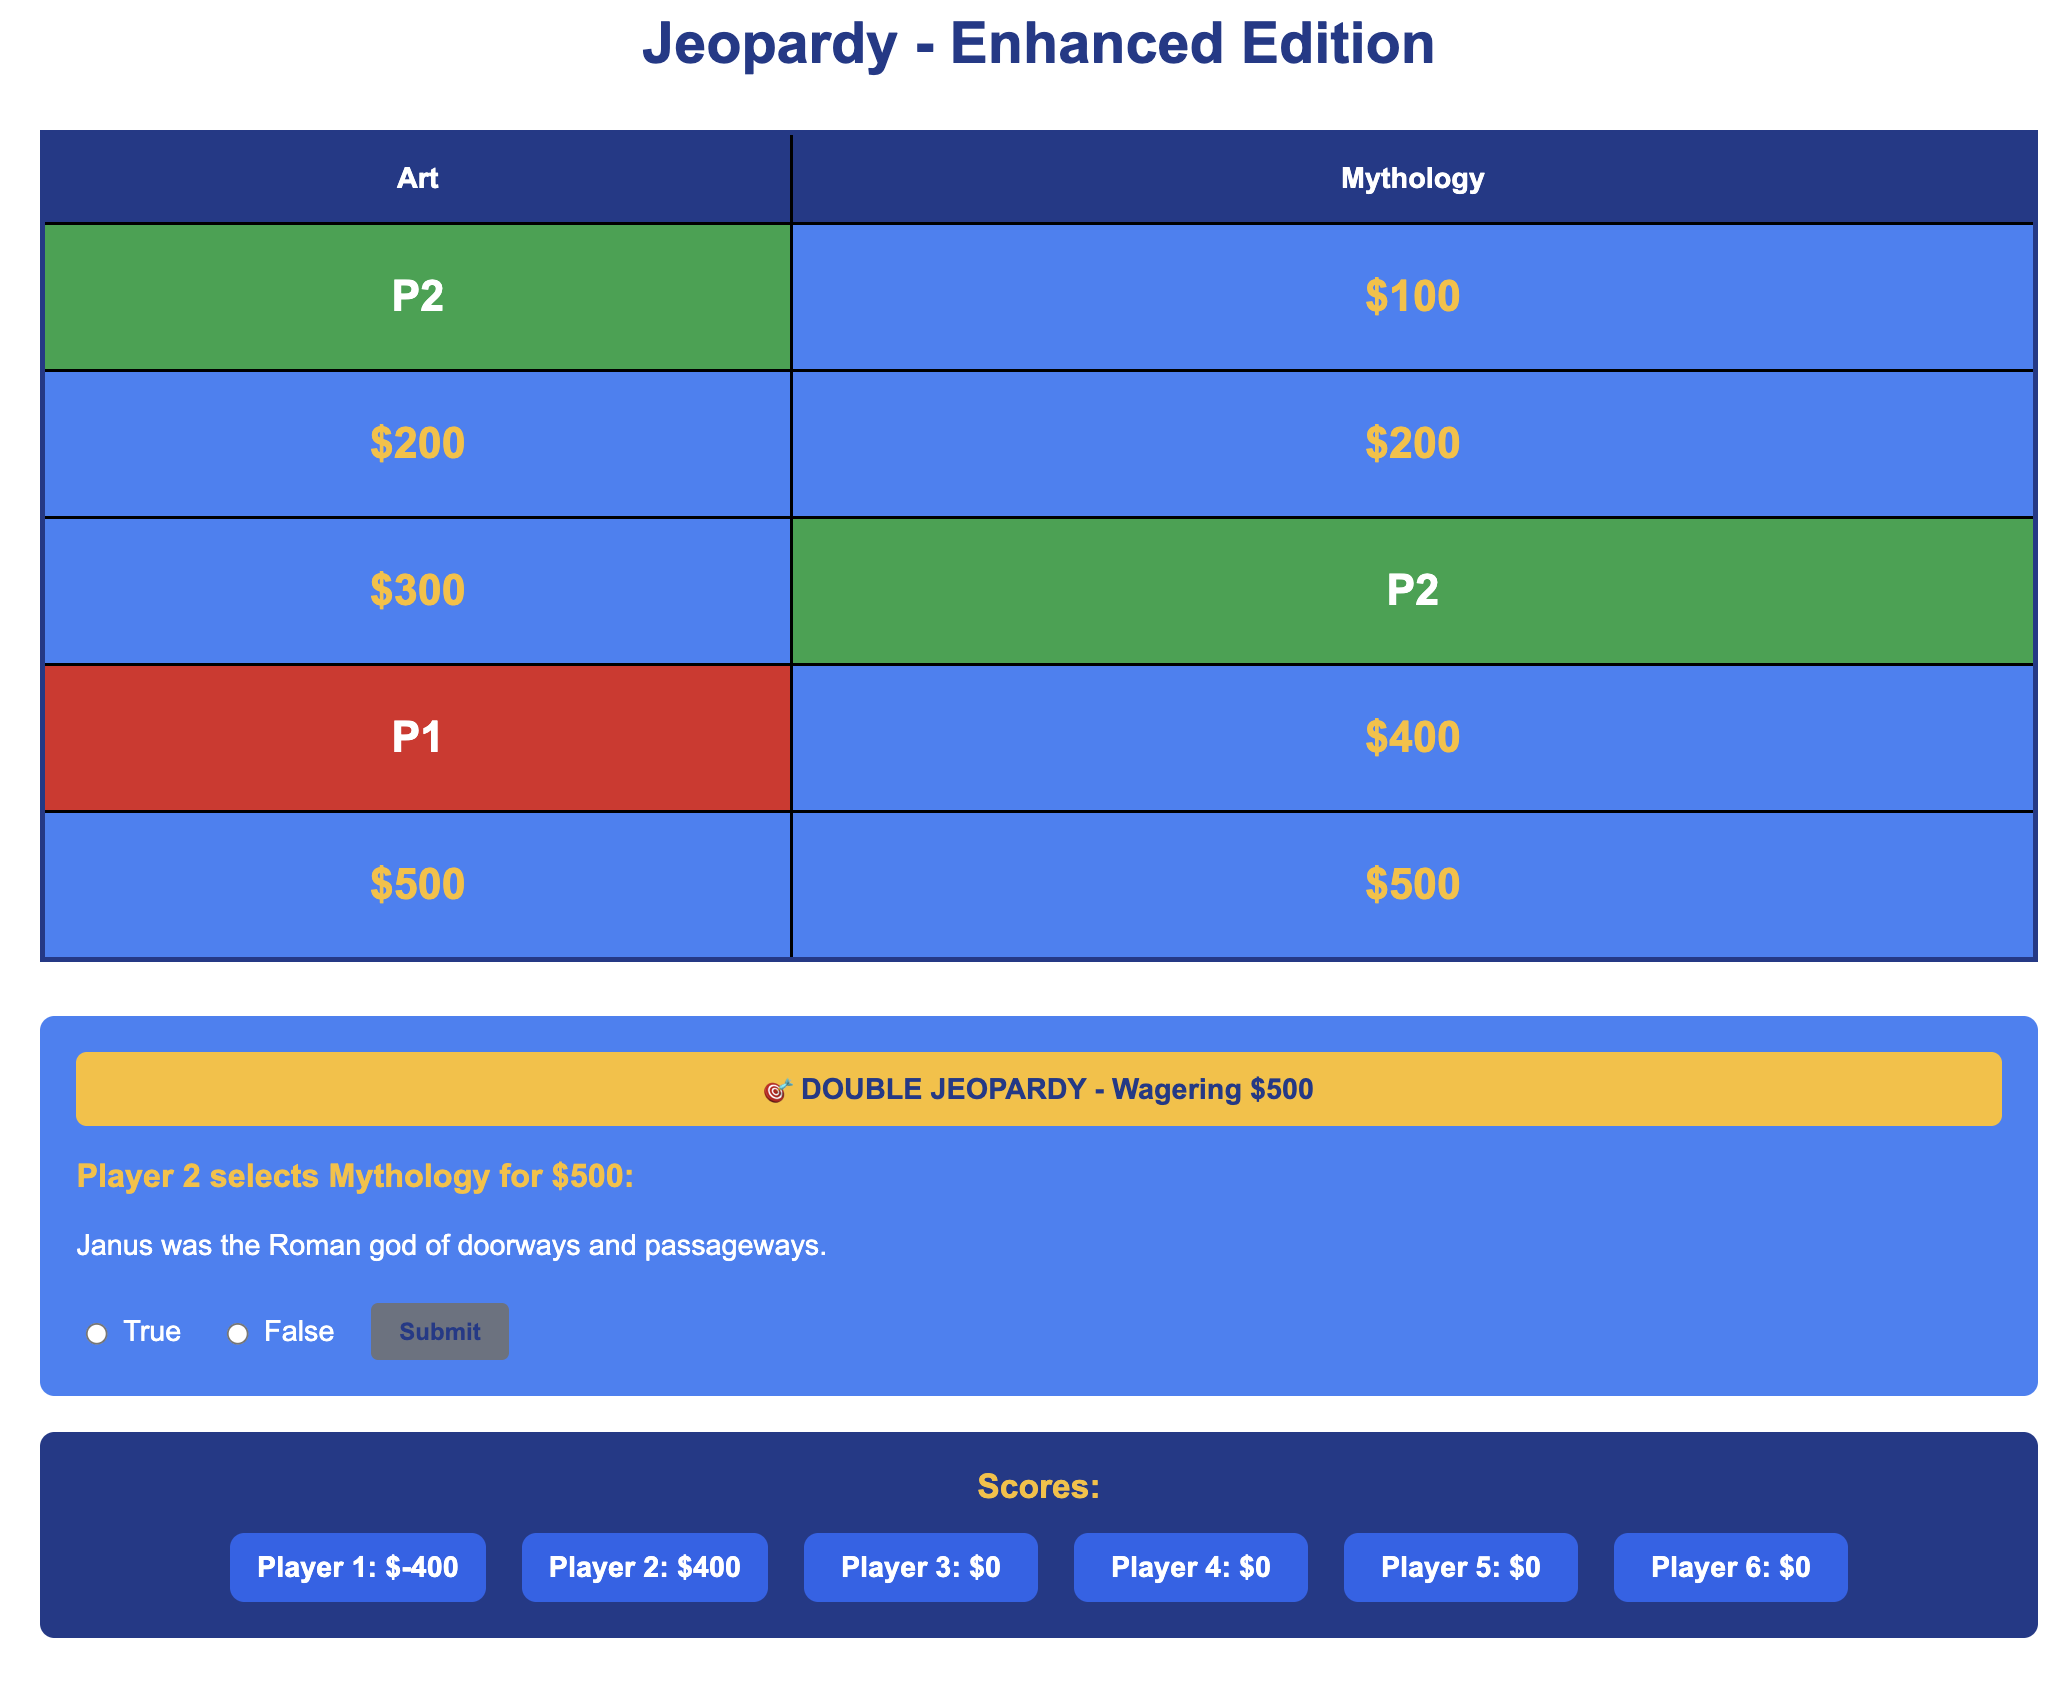 Jeopardy - Enhanced Edition
Art Mythology
P2 $100
$200 $200
$300 P2
P1 $400
$500 $500
🎯 DOUBLE JEOPARDY - Wagering $500
Player 2 selects Mythology for $500:
Janus was the Roman god of doorways and passageways.
True False Submit
Scores:
Player 1: $-400 Player 2: $400 Player 3: $0 Player 4: $0 Player 5: $0 Player 6: $0